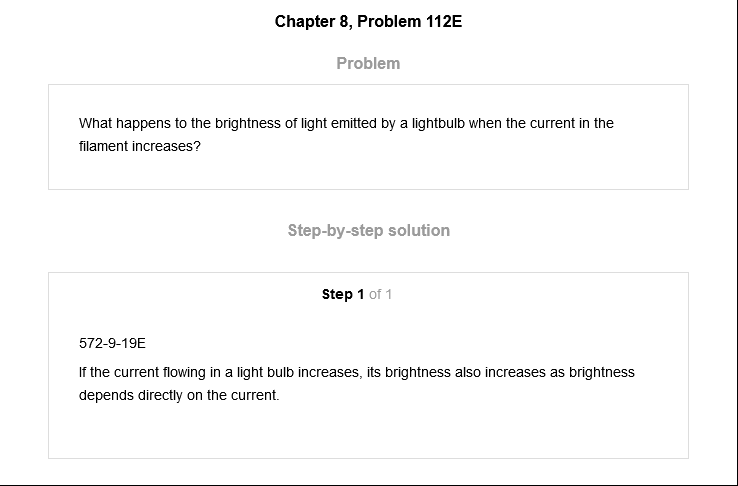 Chapter 8, Problem 112E
Problem
What happens to the brightness of light emitted by a lightbulb when the current in the
filament increases?
Step-by-step solution
Step 1 of 1
572-9-19E
If the current flowing in a light bulb increases, its brightness also increases as brightness
depends directly on the current.